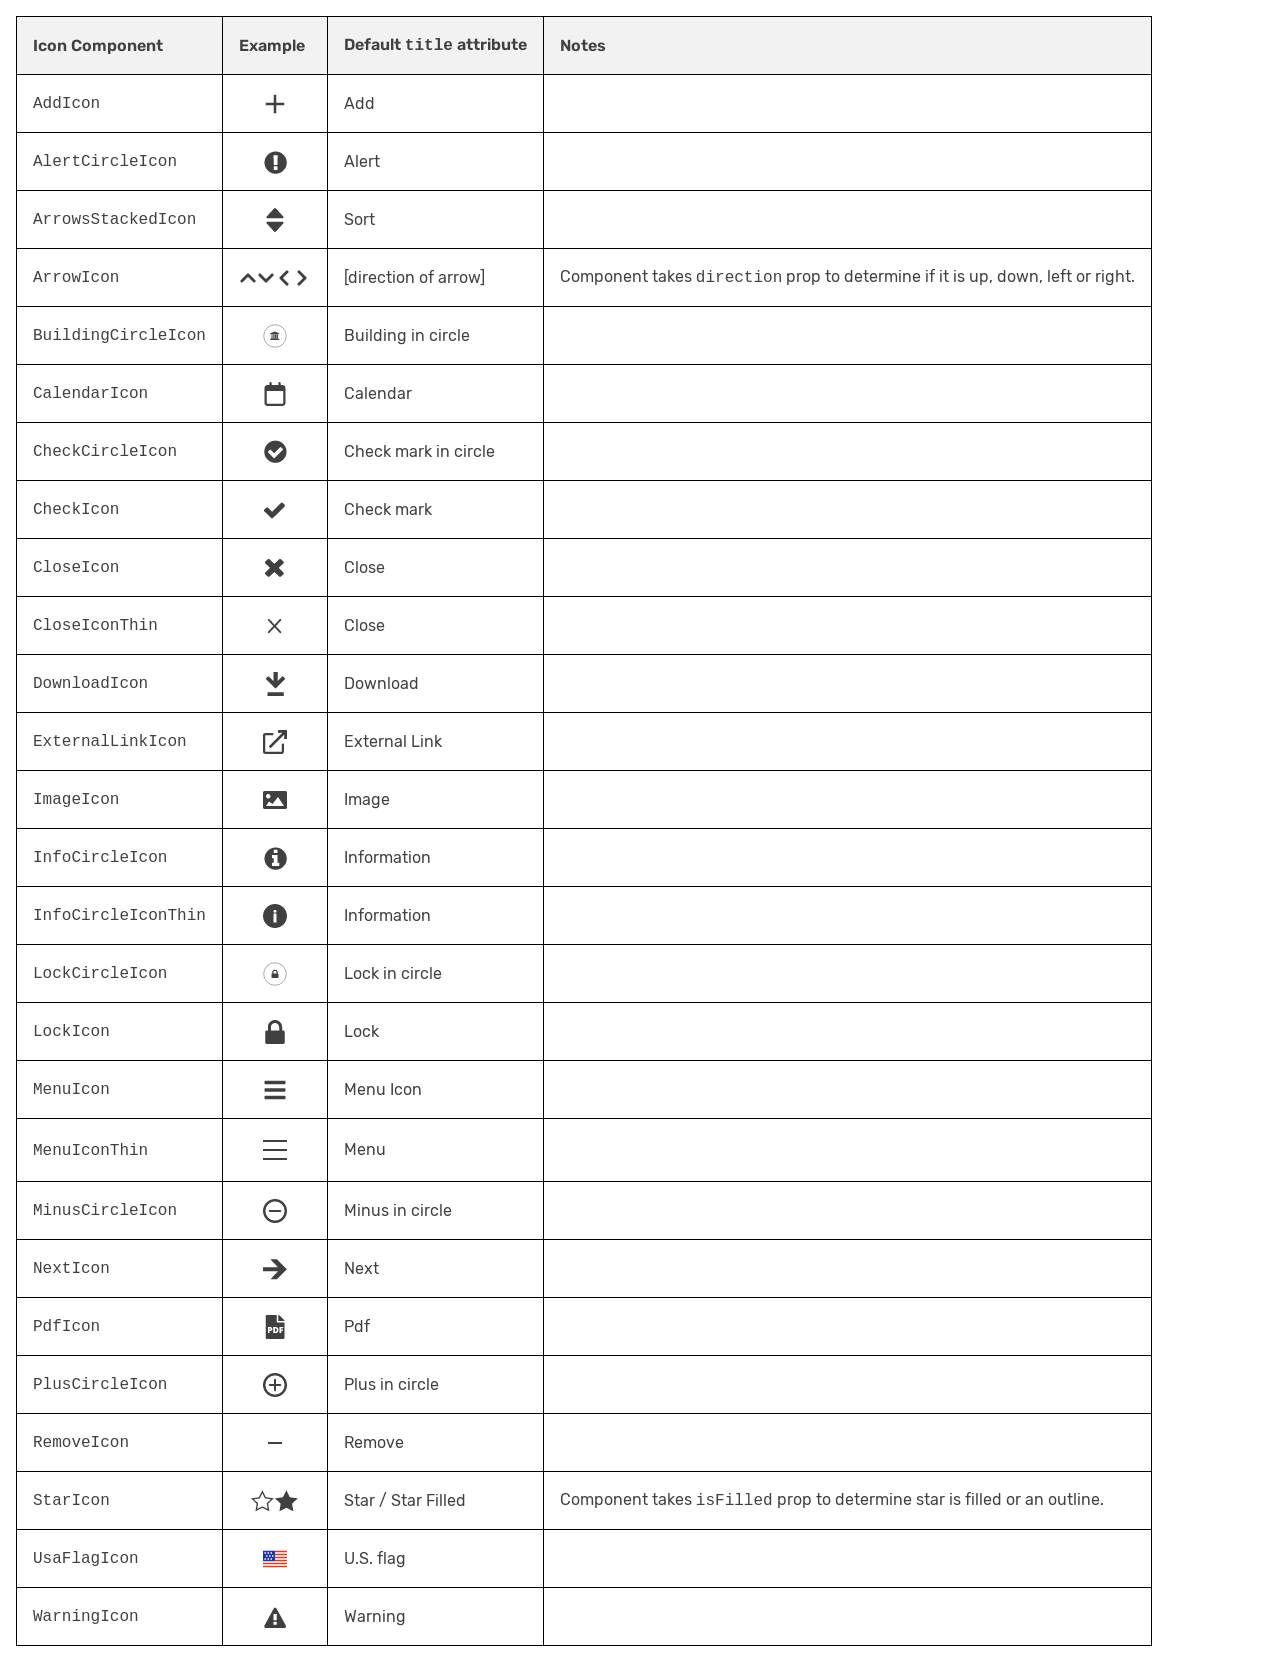 Icon Component Example Default title attribute Notes
AddIcon Add
AlertCircleIcon Alert
ArrowsStackedIcon Sort
ArrowIcon [direction of arrow] Component takes direction prop to determine if it is up, down, left or right.
BuildingCircleIcon Building in circle
CalendarIcon Calendar
CheckCircleIcon Check mark in circle
CheckIcon Check mark
CloseIcon Close
CloseIconThin Close
DownloadIcon Download
ExternalLinkIcon External Link
ImageIcon Image
InfoCircleIcon Information
InfoCircleIconThin Information
LockCircleIcon Lock in circle
LockIcon Lock
MenuIcon Menu Icon
MenuIconThin Menu
MinusCircleIcon Minus in circle
NextIcon Next
PdfIcon PDF Pdf
PlusCircleIcon Plus in circle
RemoveIcon Remove
StarIcon Star / Star Filled Component takes isFilled prop to determine star is filled or an outline.
UsaFlagIcon U.S. flag
WarningIcon Warning